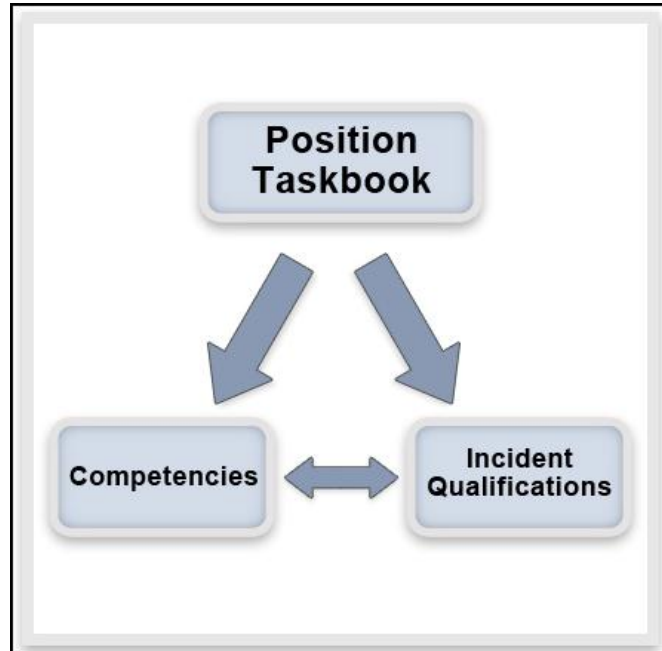 Position
Taskbook
Competencies
Incident
Qualifications